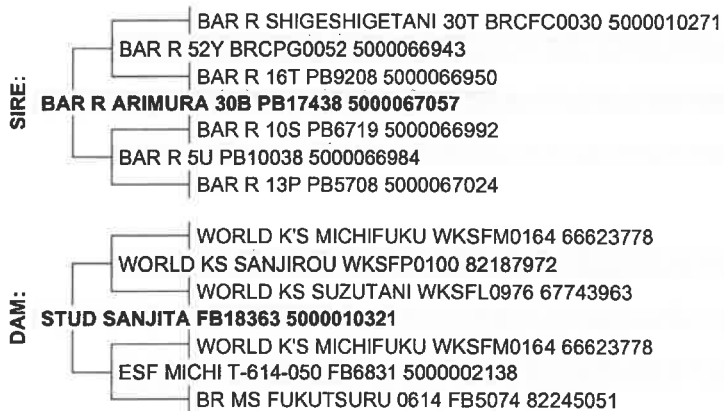 SIRE:
BAR R SHIGESHIGETANI 30T BRCFC0030 5000010271
BAR R 52Y BRCPG0052 5000066943
BAR R 16T PB9208 5000066950
BAR R ARIMURA 30B PB17438 5000067057
BAR R 10S PB6719 5000066992
BAR R 5U PB10038 5000066984
BAR R 13P PB5708 5000067024
DAM:
WORLD K'S MICHIFUKU WKSFM0164 66623778
WORLD KS SANJIROU WKSFP0100 82187972
WORLD KS SUZUTANI WKSFL0976 67743963
STUD SANJITA FB18363 5000010321
WORLD K'S MICHIFUKU WKSFM0164 66623778
ESF MICHI T-614-050 FB6831 5000002138
BR MS FUKUTSURU 0614 FB5074 82245051